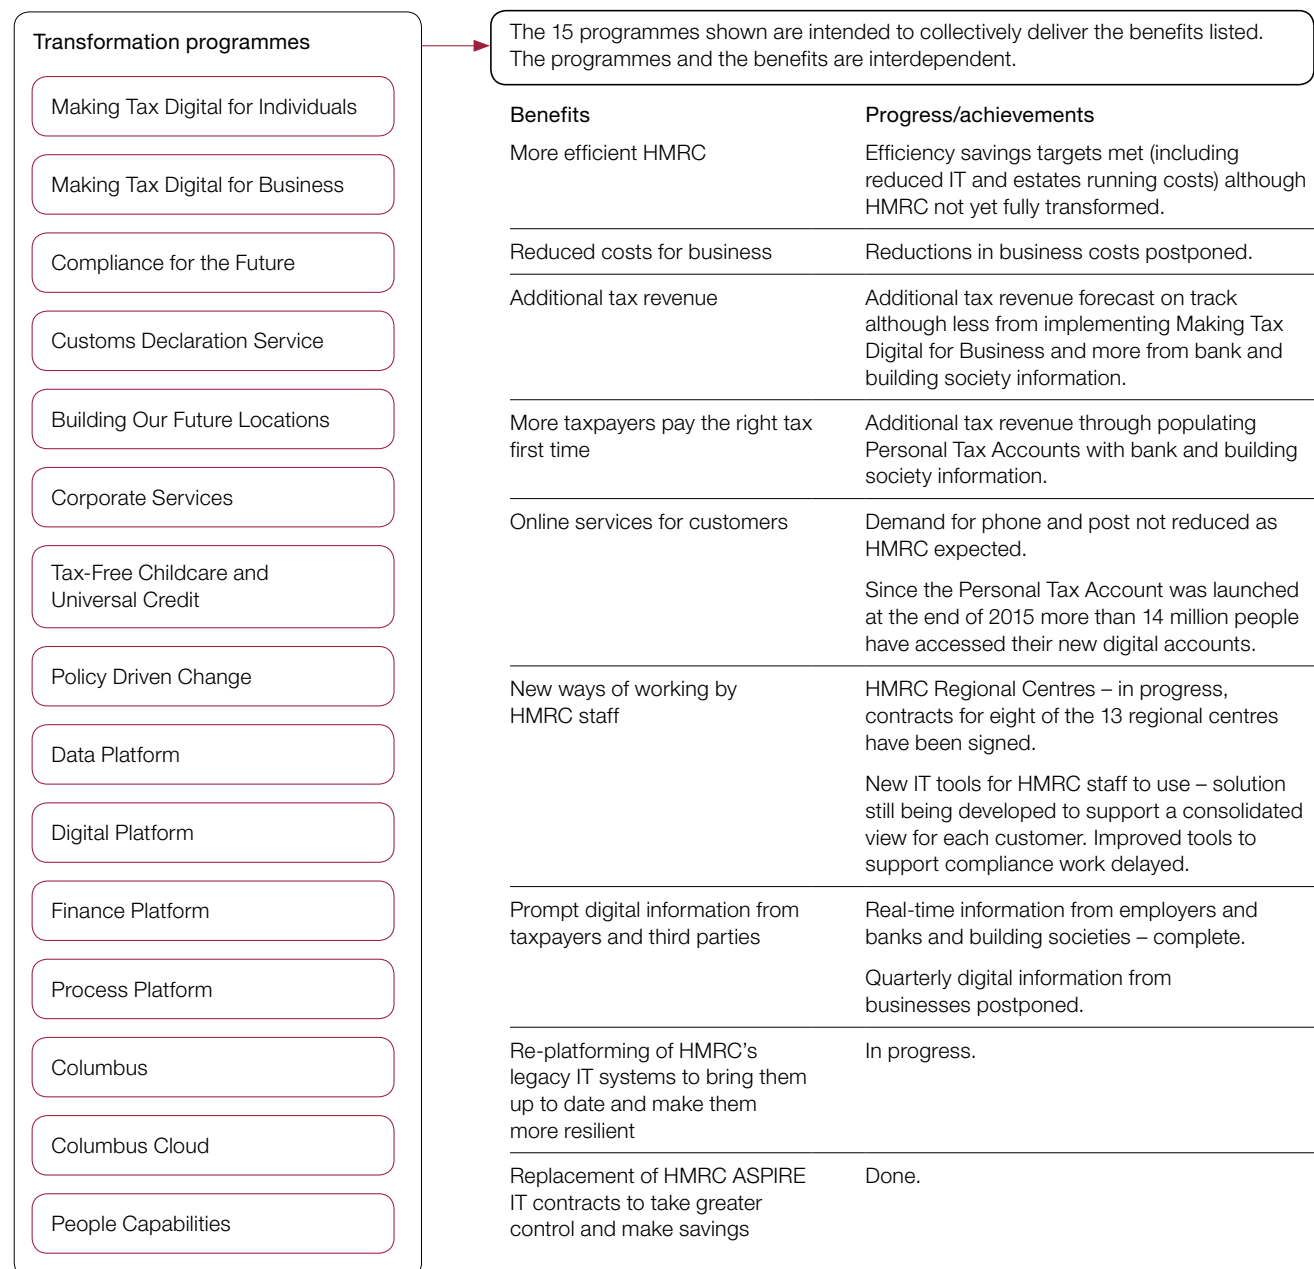 Transformation programmes
Making Tax Digital for Individuals
Making Tax Digital for Business
Compliance for the Future
Customs Declaration Service
Building Our Future Locations
Corporate Services
Tax-Free Childcare and
Universal Credit
Policy Driven Change
Data Platform
Digital Platform
Finance Platform
Process Platform
Columbus
Columbus Cloud
People Capabilities
The 15 programmes shown are intended to collectively deliver the benefits listed.
The programmes and the benefits are interdependent.
Benefits
Progress/achievements
More efficient HMRC
Efficiency savings targets met (including
reduced IT and estates running costs) although
HMRC not yet fully transformed.
Reduced costs for business
Reductions in business costs postponed.
Additional tax revenue
Additional tax revenue forecast on track
although less from implementing Making Tax
Digital for Business and more from bank and
building society information.
More taxpayers pay the right tax
first time
Additional tax revenue through populating
Personal Tax Accounts with bank and building
society information.
Online services for customers
Demand for phone and post not reduced as
HMRC expected.
Since the Personal Tax Account was launched
at the end of 2015 more than 14 million people
have accessed their new digital accounts.
New ways of working by
HMRC staff
HMRC Regional Centres – in progress,
contracts for eight of the 13 regional centres
have been signed.
New IT tools for HMRC staff to use – solution
still being developed to support a consolidated
view for each customer. Improved tools to
support compliance work delayed.
Prompt digital information from
taxpayers and third parties
Real-time information from employers and
banks and building societies – complete.
Quarterly digital information from
businesses postponed.
Re-platforming of HMRC's
legacy IT systems to bring them
up to date and make them
more resilient
In progress.
Replacement of HMRC ASPIRE
IT contracts to take greater
control and make savings
Done.